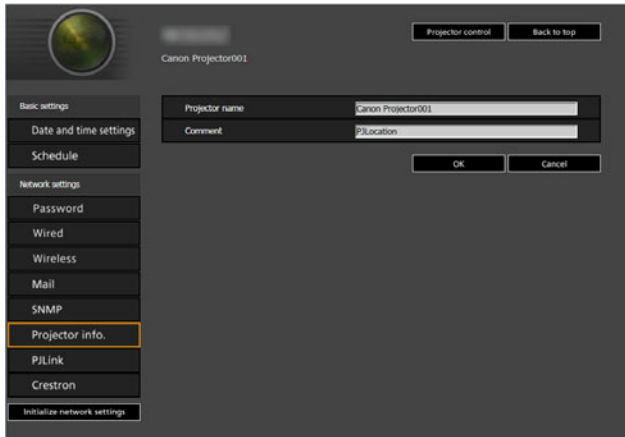 Projector control
Back to top
Canon Projector001
Basic settings
Date and time settings
Schedule
Network settings
Password
Wired
Wireless
Mail
SNMP
Projector info.
PJLink
Crestron
Initialize network settings
Projector name Canon Projector001
Comment PJLocation
OK Cancel